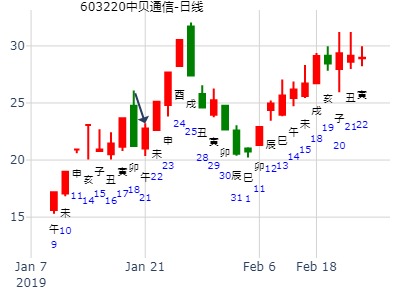 603220中贝通信-日线
30
25
20
15
午
9
未
10
申
11
亥
14
子
15
丑
16
寅
17
卯
18
午
21
未
22
申
23
酉
24
戌
25
丑
28
寅
29
卯
30
辰
31
巳
1
卯
11
辰
12
巳
13
午
14
未
15
戌
18
亥
19
子
20
丑
21
寅
22
Jan 7
2019
Jan 21
Feb 6
Feb 18